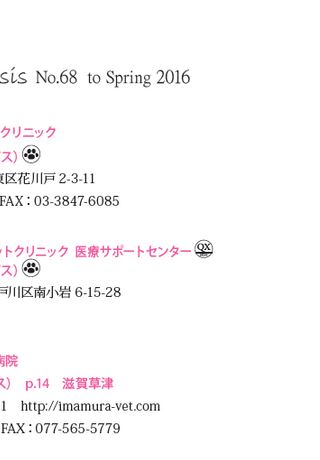 sis No.68 to Spring 2016
クリニック
ス）
東区花川戸 2-3-11
FAX：03-3847-6085
ットクリニック 医療サポートセンター QX
ス）
戸川区南小岩 6-15-28
病院
ス） p.14 滋賀草津
1 http://imamura-vet.com
FAX：077-565-5779